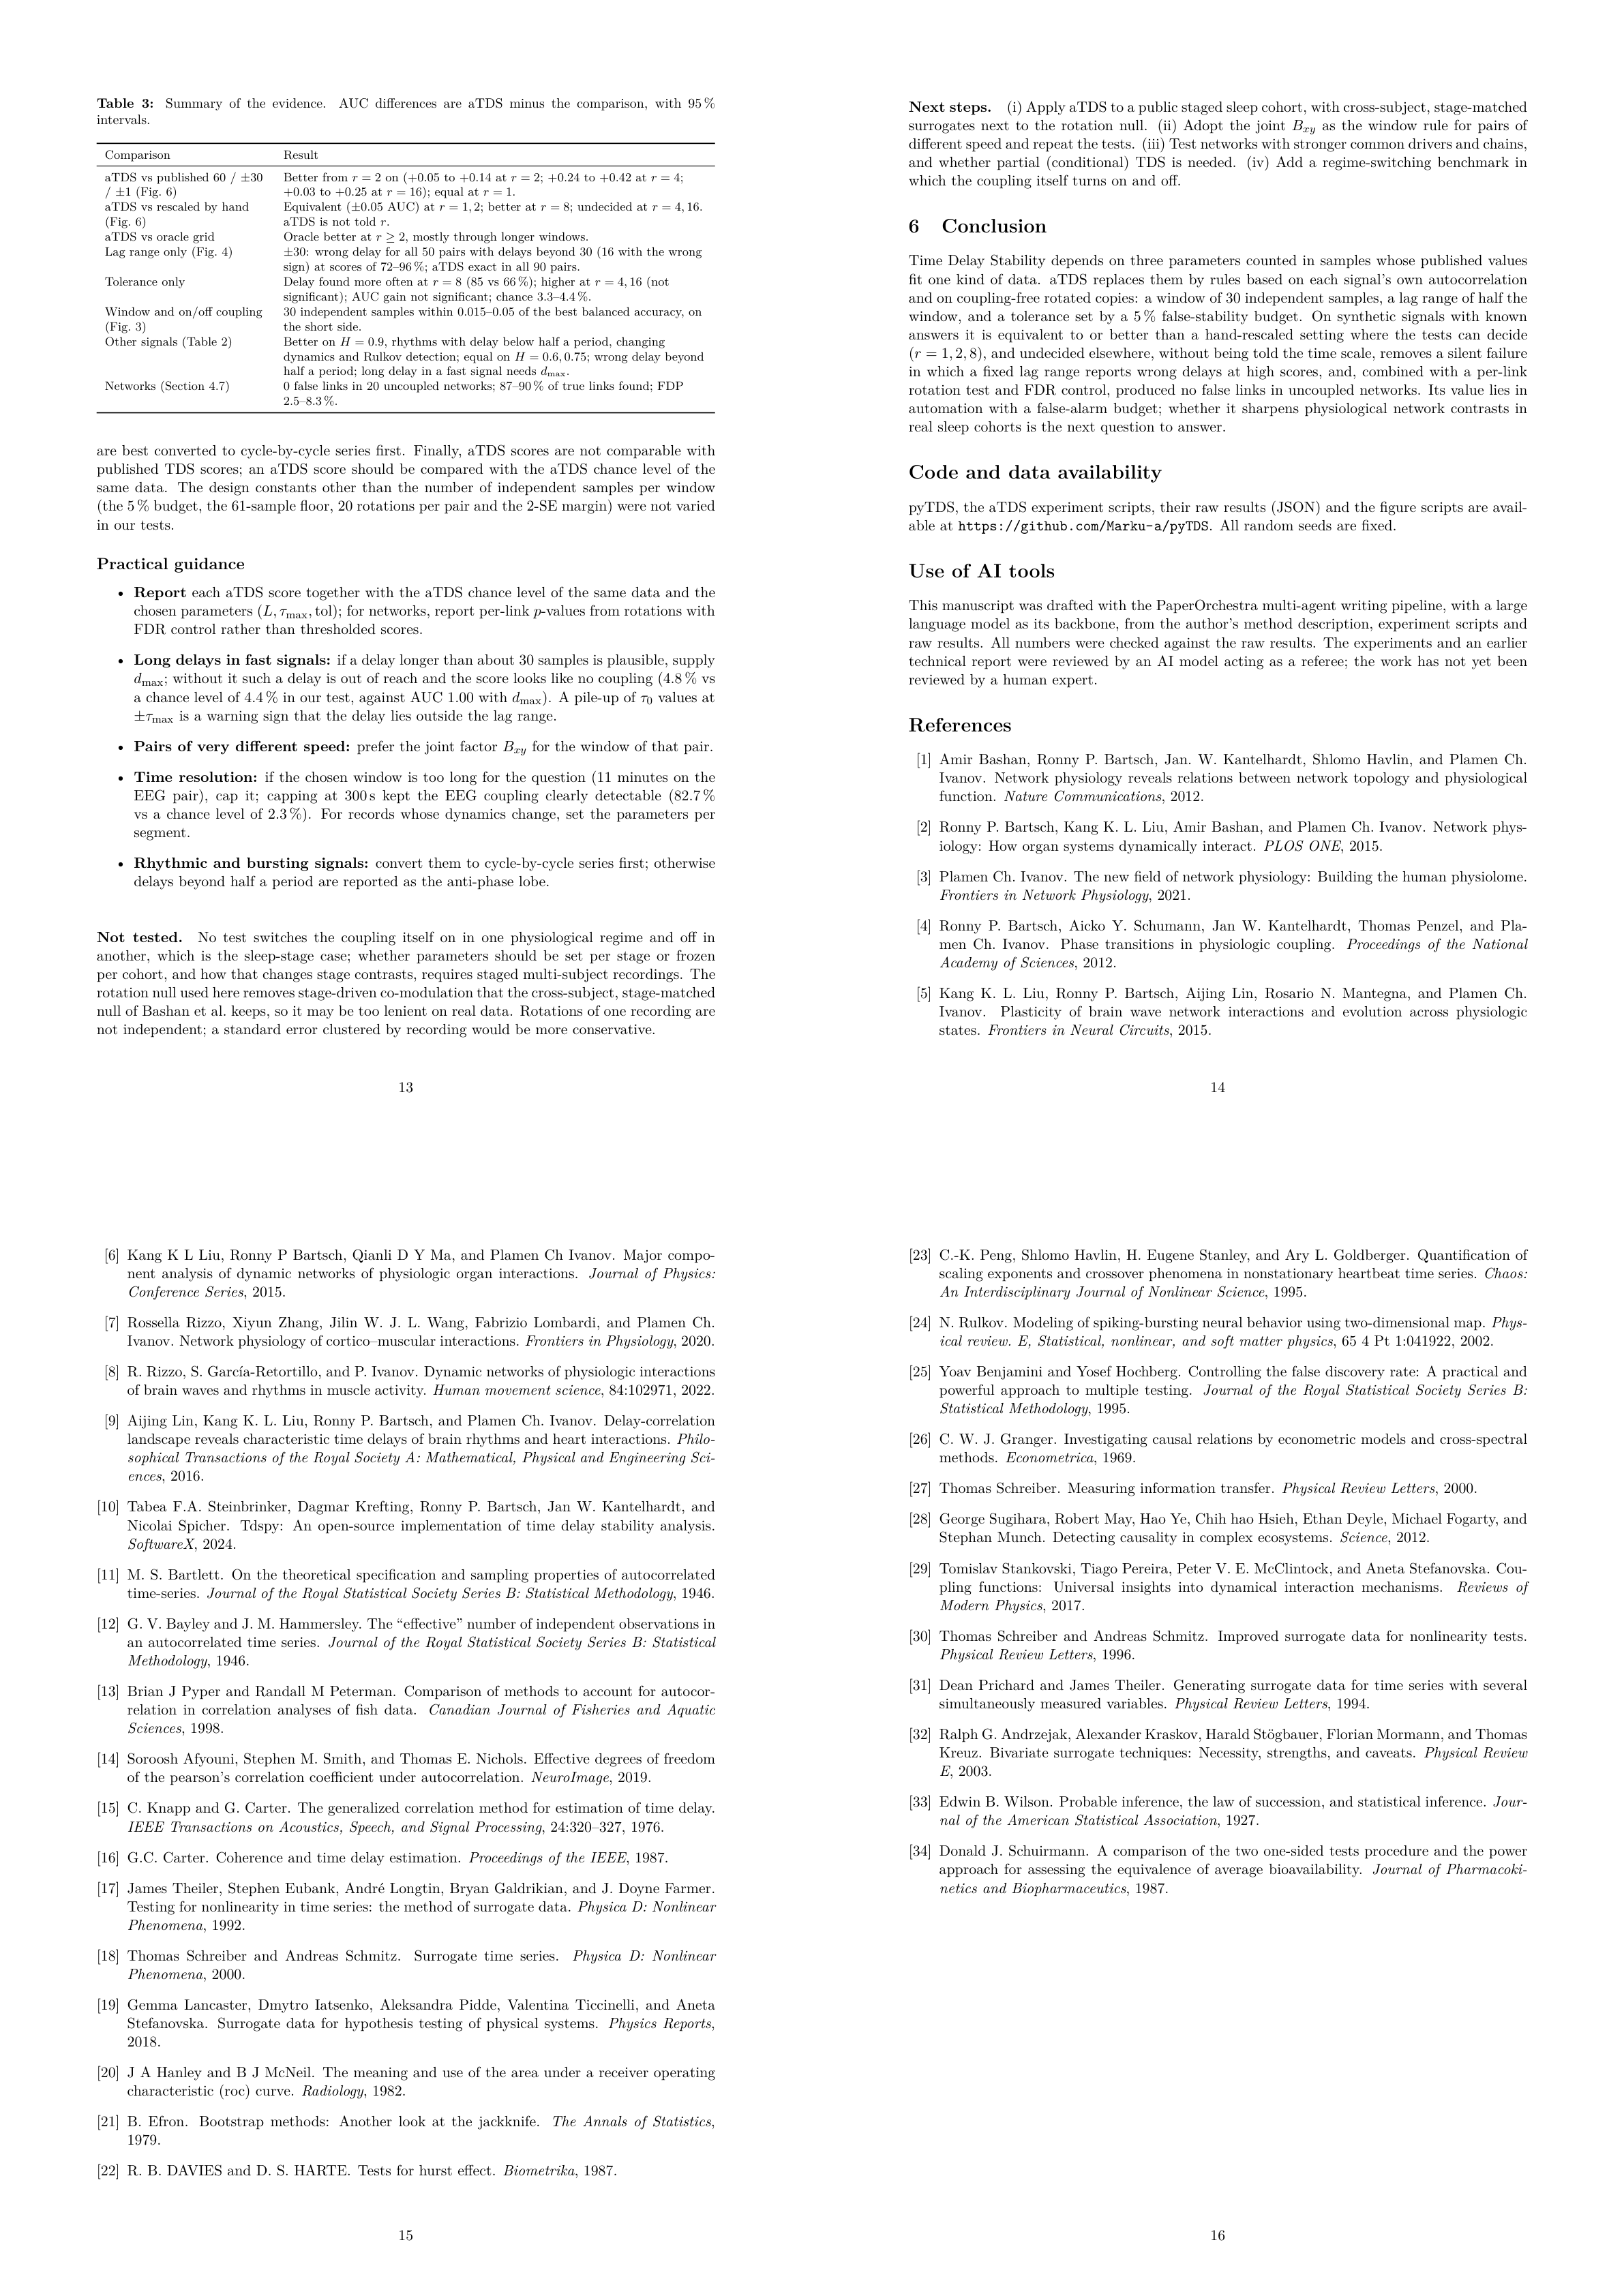 Table 3: Summary of the evidence. AUC differences are aTDS minus the comparison, with 95 %
intervals.
Comparison Result
aTDS vs published 60 / ±30 Better from r = 2 on (+0.05 to +0.14 at r = 2; +0.24 to +0.42 at r = 4;
/ ±1 (Fig. 6) +0.03 to +0.25 at r = 16); equal at r = 1.
aTDS vs rescaled by hand Equivalent (±0.05 AUC) at r = 1, 2; better at r = 8; undecided at r = 4, 16.
(Fig. 6) aTDS is not told r.
aTDS vs oracle grid Oracle better at r ≥ 2, mostly through longer windows.
Lag range only (Fig. 4) ±30: wrong delay for all 50 pairs with delays beyond 30 (16 with the wrong
sign) at scores of 72–96 %; aTDS exact in all 90 pairs.
Tolerance only Delay found more often at r = 8 (85 vs 66 %); higher at r = 4, 16 (not
significant); AUC gain not significant; chance 3.3–4.4 %.
Window and on/off coupling 30 independent samples within 0.015–0.05 of the best balanced accuracy, on
(Fig. 3) the short side.
Other signals (Table 2) Better on H = 0.9, rhythms with delay below half a period, changing
dynamics and Rulkov detection; equal on H = 0.6, 0.75; wrong delay beyond
half a period; long delay in a fast signal needs dmax.
Networks (Section 4.7) 0 false links in 20 uncoupled networks; 87–90 % of true links found; FDP
2.5–8.3 %.
are best converted to cycle-by-cycle series first. Finally, aTDS scores are not comparable with
published TDS scores; an aTDS score should be compared with the aTDS chance level of the
same data. The design constants other than the number of independent samples per window
(the 5 % budget, the 61-sample floor, 20 rotations per pair and the 2-SE margin) were not varied
in our tests.
Practical guidance
• Report each aTDS score together with the aTDS chance level of the same data and the
chosen parameters (L, τmax, tol); for networks, report per-link p-values from rotations with
FDR control rather than thresholded scores.
• Long delays in fast signals: if a delay longer than about 30 samples is plausible, supply
dmax; without it such a delay is out of reach and the score looks like no coupling (4.8 % vs
a chance level of 4.4 % in our test, against AUC 1.00 with dmax). A pile-up of τ0 values at
±τmax is a warning sign that the delay lies outside the lag range.
• Pairs of very different speed: prefer the joint factor Bxy for the window of that pair.
• Time resolution: if the chosen window is too long for the question (11 minutes on the
EEG pair), cap it; capping at 300 s kept the EEG coupling clearly detectable (82.7 %
vs a chance level of 2.3 %). For records whose dynamics change, set the parameters per
segment.
• Rhythmic and bursting signals: convert them to cycle-by-cycle series first; otherwise
delays beyond half a period are reported as the anti-phase lobe.
Not tested. No test switches the coupling itself on in one physiological regime and off in
another, which is the sleep-stage case; whether parameters should be set per stage or frozen
per cohort, and how that changes stage contrasts, requires staged multi-subject recordings. The
rotation null used here removes stage-driven co-modulation that the cross-subject, stage-matched
null of Bashan et al. keeps, so it may be too lenient on real data. Rotations of one recording are
not independent; a standard error clustered by recording would be more conservative.
13
Next steps. (i) Apply aTDS to a public staged sleep cohort, with cross-subject, stage-matched
surrogates next to the rotation null. (ii) Adopt the joint Bxy as the window rule for pairs of
different speed and repeat the tests. (iii) Test networks with stronger common drivers and chains,
and whether partial (conditional) TDS is needed. (iv) Add a regime-switching benchmark in
which the coupling itself turns on and off.
6 Conclusion
Time Delay Stability depends on three parameters counted in samples whose published values
fit one kind of data. aTDS replaces them by rules based on each signal's own autocorrelation
and on coupling-free rotated copies: a window of 30 independent samples, a lag range of half the
window, and a tolerance set by a 5 % false-stability budget. On synthetic signals with known
answers it is equivalent to or better than a hand-rescaled setting where the tests can decide
(r = 1, 2, 8), and undecided elsewhere, without being told the time scale, removes a silent failure
in which a fixed lag range reports wrong delays at high scores, and, combined with a per-link
rotation test and FDR control, produced no false links in uncoupled networks. Its value lies in
automation with a false-alarm budget; whether it sharpens physiological network contrasts in
real sleep cohorts is the next question to answer.
Code and data availability
pyTDS, the aTDS experiment scripts, their raw results (JSON) and the figure scripts are avail-
able at https://github.com/Marku-a/pyTDS. All random seeds are fixed.
Use of AI tools
This manuscript was drafted with the PaperOrchestra multi-agent writing pipeline, with a large
language model as its backbone, from the author's method description, experiment scripts and
raw results. All numbers were checked against the raw results. The experiments and an earlier
technical report were reviewed by an AI model acting as a referee; the work has not yet been
reviewed by a human expert.
References
[1] Amir Bashan, Ronny P. Bartsch, Jan. W. Kantelhardt, Shlomo Havlin, and Plamen Ch.
Ivanov. Network physiology reveals relations between network topology and physiological
function. Nature Communications, 2012.
[2] Ronny P. Bartsch, Kang K. L. Liu, Amir Bashan, and Plamen Ch. Ivanov. Network phys-
iology: How organ systems dynamically interact. PLOS ONE, 2015.
[3] Plamen Ch. Ivanov. The new field of network physiology: Building the human physiolome.
Frontiers in Network Physiology, 2021.
[4] Ronny P. Bartsch, Aicko Y. Schumann, Jan W. Kantelhardt, Thomas Penzel, and Pla-
men Ch. Ivanov. Phase transitions in physiologic coupling. Proceedings of the National
Academy of Sciences, 2012.
[5] Kang K. L. Liu, Ronny P. Bartsch, Aijing Lin, Rosario N. Mantegna, and Plamen Ch.
Ivanov. Plasticity of brain wave network interactions and evolution across physiologic
states. Frontiers in Neural Circuits, 2015.
14
[6] Kang K L Liu, Ronny P Bartsch, Qianli D Y Ma, and Plamen Ch Ivanov. Major compo-
nent analysis of dynamic networks of physiologic organ interactions. Journal of Physics:
Conference Series, 2015.
[7] Rossella Rizzo, Xiyun Zhang, Jilin W. J. L. Wang, Fabrizio Lombardi, and Plamen Ch.
Ivanov. Network physiology of cortico–muscular interactions. Frontiers in Physiology, 2020.
[8] R. Rizzo, S. García-Retortillo, and P. Ivanov. Dynamic networks of physiologic interactions
of brain waves and rhythms in muscle activity. Human movement science, 84:102971, 2022.
[9] Aijing Lin, Kang K. L. Liu, Ronny P. Bartsch, and Plamen Ch. Ivanov. Delay-correlation
landscape reveals characteristic time delays of brain rhythms and heart interactions. Philo-
sophical Transactions of the Royal Society A: Mathematical, Physical and Engineering Sci-
ences, 2016.
[10] Tabea F.A. Steinbrinker, Dagmar Krefting, Ronny P. Bartsch, Jan W. Kantelhardt, and
Nicolai Spicher. Tdspy: An open-source implementation of time delay stability analysis.
SoftwareX, 2024.
[11] M. S. Bartlett. On the theoretical specification and sampling properties of autocorrelated
time-series. Journal of the Royal Statistical Society Series B: Statistical Methodology, 1946.
[12] G. V. Bayley and J. M. Hammersley. The “effective” number of independent observations in
an autocorrelated time series. Journal of the Royal Statistical Society Series B: Statistical
Methodology, 1946.
[13] Brian J Pyper and Randall M Peterman. Comparison of methods to account for autocor-
relation in correlation analyses of fish data. Canadian Journal of Fisheries and Aquatic
Sciences, 1998.
[14] Soroosh Afyouni, Stephen M. Smith, and Thomas E. Nichols. Effective degrees of freedom
of the pearson's correlation coefficient under autocorrelation. NeuroImage, 2019.
[15] C. Knapp and G. Carter. The generalized correlation method for estimation of time delay.
IEEE Transactions on Acoustics, Speech, and Signal Processing, 24:320–327, 1976.
[16] G.C. Carter. Coherence and time delay estimation. Proceedings of the IEEE, 1987.
[17] James Theiler, Stephen Eubank, André Longtin, Bryan Galdrikian, and J. Doyne Farmer.
Testing for nonlinearity in time series: the method of surrogate data. Physica D: Nonlinear
Phenomena, 1992.
[18] Thomas Schreiber and Andreas Schmitz. Surrogate time series. Physica D: Nonlinear
Phenomena, 2000.
[19] Gemma Lancaster, Dmytro Iatsenko, Aleksandra Pidde, Valentina Ticcinelli, and Aneta
Stefanovska. Surrogate data for hypothesis testing of physical systems. Physics Reports,
2018.
[20] J A Hanley and B J McNeil. The meaning and use of the area under a receiver operating
characteristic (roc) curve. Radiology, 1982.
[21] B. Efron. Bootstrap methods: Another look at the jackknife. The Annals of Statistics,
1979.
[22] R. B. DAVIES and D. S. HARTE. Tests for hurst effect. Biometrika, 1987.
15
[23] C.-K. Peng, Shlomo Havlin, H. Eugene Stanley, and Ary L. Goldberger. Quantification of
scaling exponents and crossover phenomena in nonstationary heartbeat time series. Chaos:
An Interdisciplinary Journal of Nonlinear Science, 1995.
[24] N. Rulkov. Modeling of spiking-bursting neural behavior using two-dimensional map. Phys-
ical review. E, Statistical, nonlinear, and soft matter physics, 65 4 Pt 1:041922, 2002.
[25] Yoav Benjamini and Yosef Hochberg. Controlling the false discovery rate: A practical and
powerful approach to multiple testing. Journal of the Royal Statistical Society Series B:
Statistical Methodology, 1995.
[26] C. W. J. Granger. Investigating causal relations by econometric models and cross-spectral
methods. Econometrica, 1969.
[27] Thomas Schreiber. Measuring information transfer. Physical Review Letters, 2000.
[28] George Sugihara, Robert May, Hao Ye, Chih hao Hsieh, Ethan Deyle, Michael Fogarty, and
Stephan Munch. Detecting causality in complex ecosystems. Science, 2012.
[29] Tomislav Stankovski, Tiago Pereira, Peter V. E. McClintock, and Aneta Stefanovska. Cou-
pling functions: Universal insights into dynamical interaction mechanisms. Reviews of
Modern Physics, 2017.
[30] Thomas Schreiber and Andreas Schmitz. Improved surrogate data for nonlinearity tests.
Physical Review Letters, 1996.
[31] Dean Prichard and James Theiler. Generating surrogate data for time series with several
simultaneously measured variables. Physical Review Letters, 1994.
[32] Ralph G. Andrzejak, Alexander Kraskov, Harald Stögbauer, Florian Mormann, and Thomas
Kreuz. Bivariate surrogate techniques: Necessity, strengths, and caveats. Physical Review
E, 2003.
[33] Edwin B. Wilson. Probable inference, the law of succession, and statistical inference. Jour-
nal of the American Statistical Association, 1927.
[34] Donald J. Schuirmann. A comparison of the two one-sided tests procedure and the power
approach for assessing the equivalence of average bioavailability. Journal of Pharmacoki-
netics and Biopharmaceutics, 1987.
16